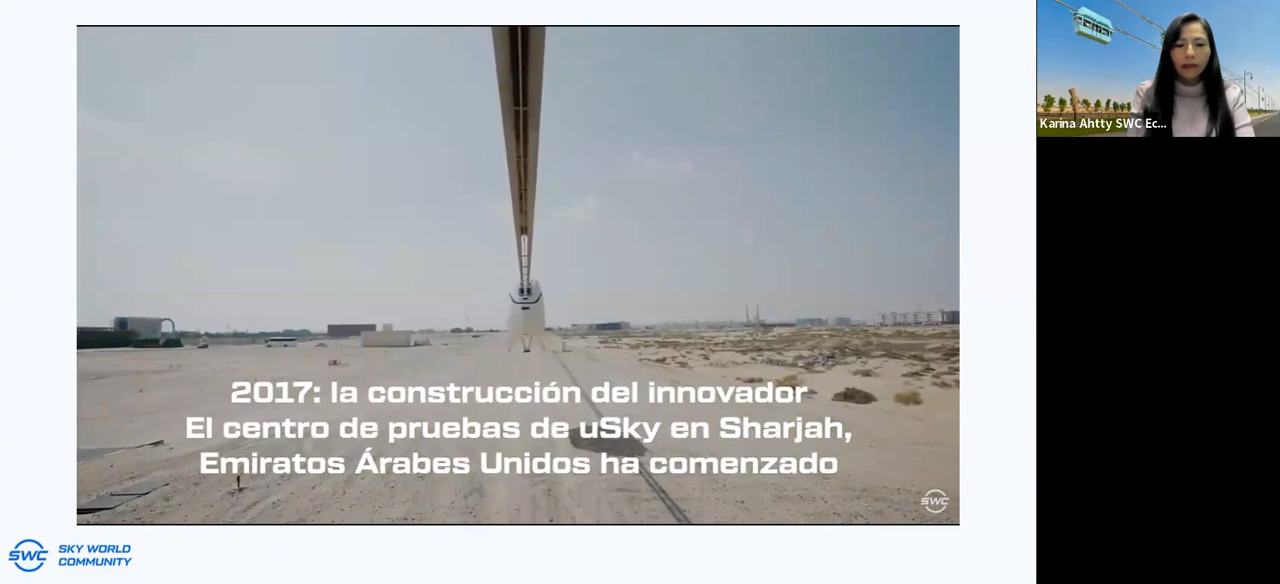 Karina Ahtty SWC Ec...
2017: la construcción del innovador
El centro de pruebas de uSky en Sharjah,
Emiratos Árabes Unidos ha comenzado
SWC
SWC SKY WORLD
COMMUNITY